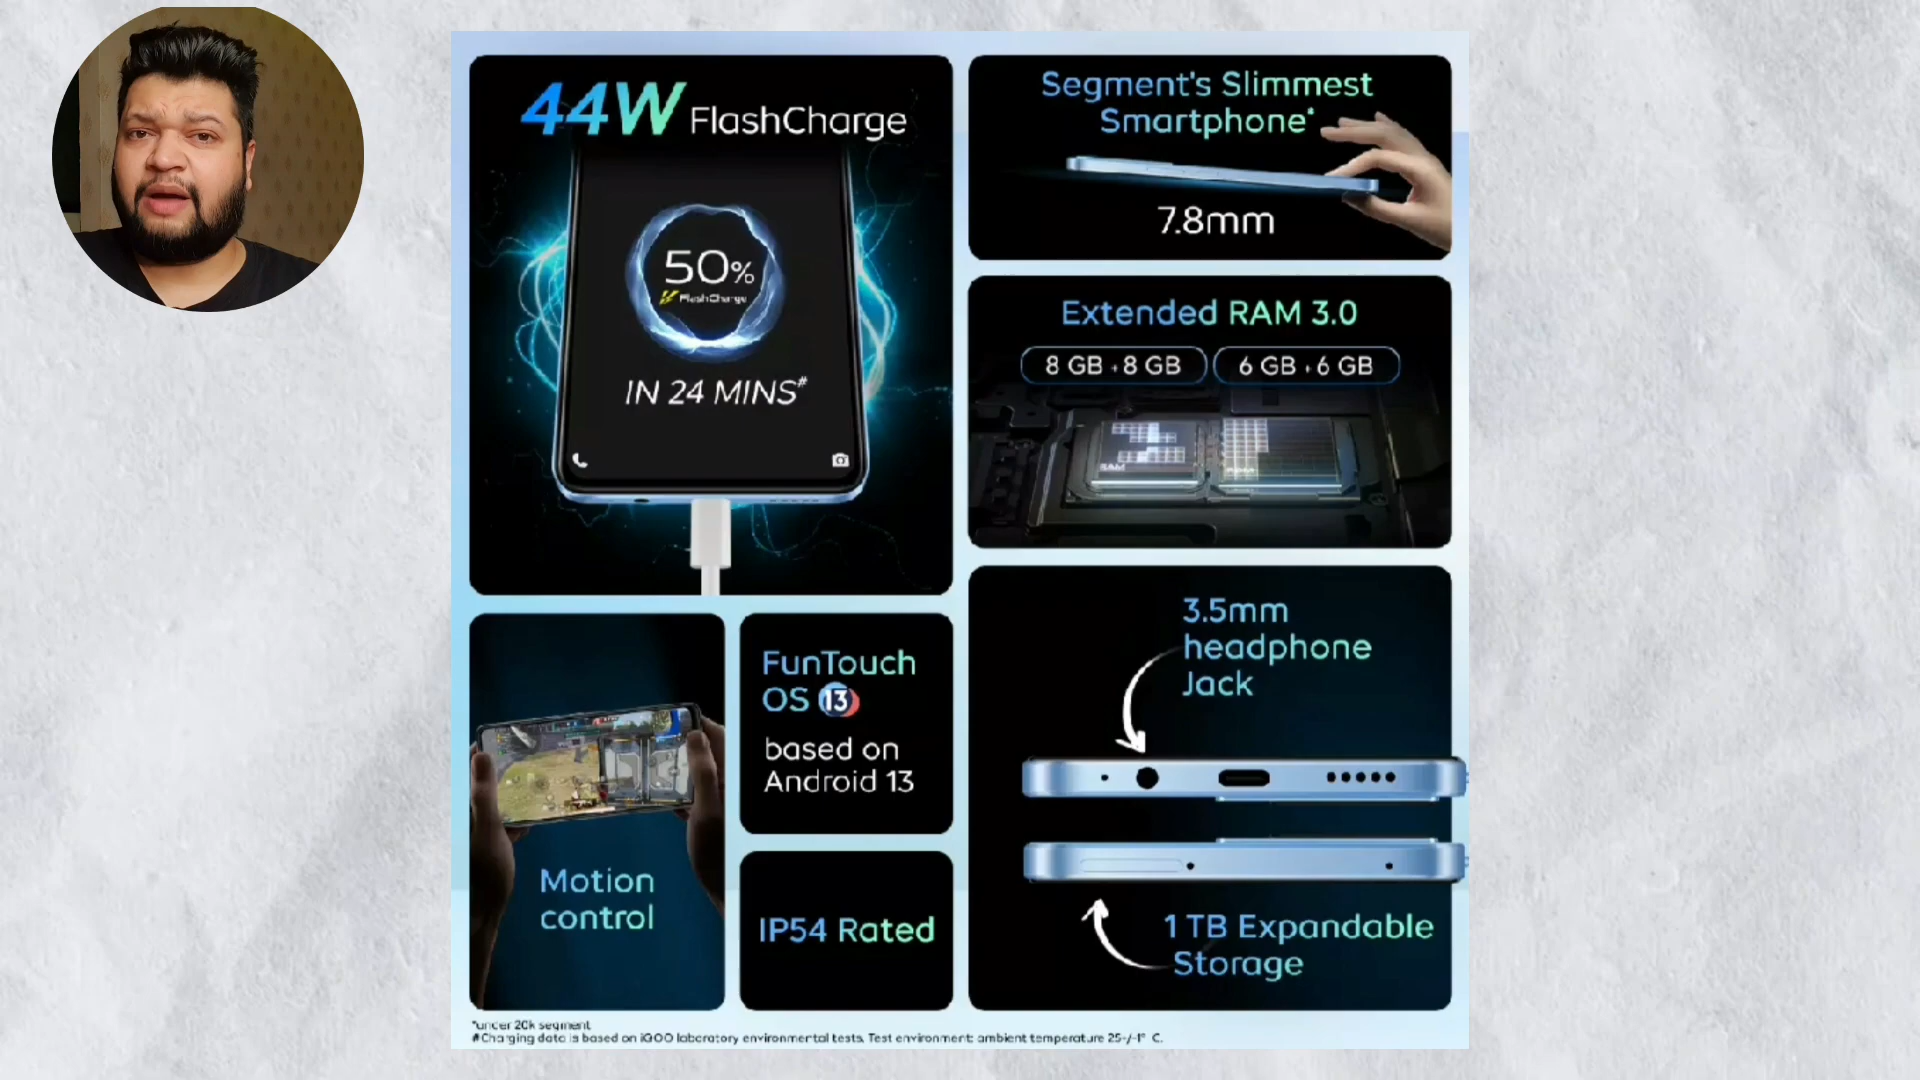 44W FlashCharge
50%
FlashCharge
IN 24 MINS#
Segment's Slimmest
Smartphone*
7.8mm
Extended RAM 3.0
8 GB + 8 GB
6 GB + 6 GB
RAM
3.5mm
headphone
Jack
1 TB Expandable
Storage
Motion
control
FunTouch
OS 13
based on
Android 13
IP54 Rated
*under 20k segment
#Charging data is based on iQOO laboratory environmental tests. Test environment: ambient temperature 25+/-1° C.